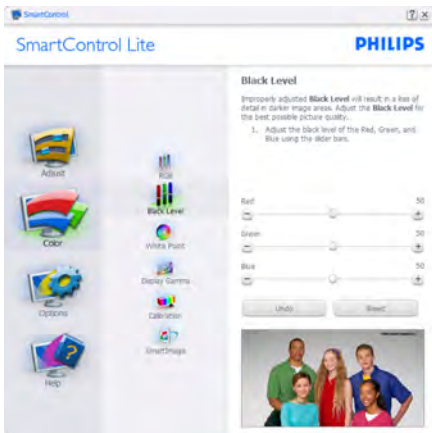 SmartControl
SmartControl Lite
PHILIPS
Adjust
Color
Options
Help
RGB
Black Level
White Point
Display Gamma
Calibration
SmartImage
Black Level
Improperly adjusted Black Level will result in a loss of
detail in darker image areas. Adjust the Black Level for
the best possible picture quality.
1. Adjust the black level of the Red, Green, and
Blue using the slider bars.
Red 50
Green 50
Blue 50
Undo
Reset